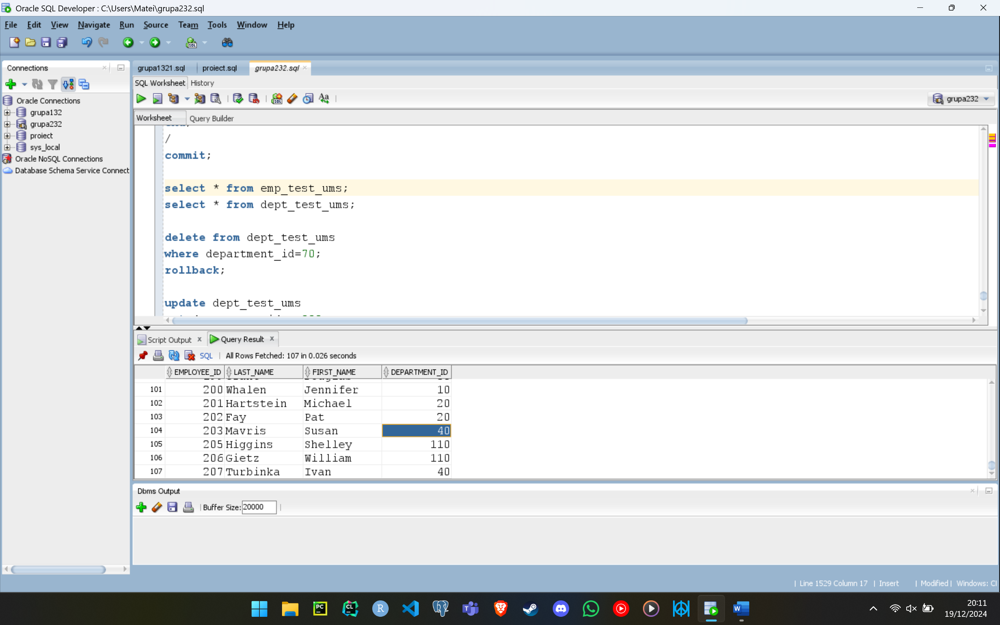 Oracle SQL Developer : C:\Users\Matei\grupa232.sql
File Edit View Navigate Run Source Team Tools Window Help
Connections
grupa1321.sql proiect.sql grupa232.sql
SQL Worksheet History
grupa232
Oracle Connections
grupa132
grupa232
proiect
sys_local
Oracle NoSQL Connections
Database Schema Service Connect
Worksheet Query Builder
/
commit;
select * from emp_test_ums;
select * from dept_test_ums;
delete from dept_test_ums
where department_id=70;
rollback;
update dept_test_ums
Script Output Query Result
SQL | All Rows Fetched: 107 in 0.026 seconds
EMPLOYEE_ID LAST_NAME FIRST_NAME DEPARTMENT_ID
101 200 Whalen Jennifer 10
102 201 Hartstein Michael 20
103 202 Fay Pat 20
104 203 Mavris Susan 40
105 205 Higgins Shelley 110
106 206 Gietz William 110
107 207 Turbinka Ivan 40
Dbms Output
Buffer Size: 20000
| Line 1529 Column 17 | Insert | Modified | Windows: CI
20:11
19/12/2024